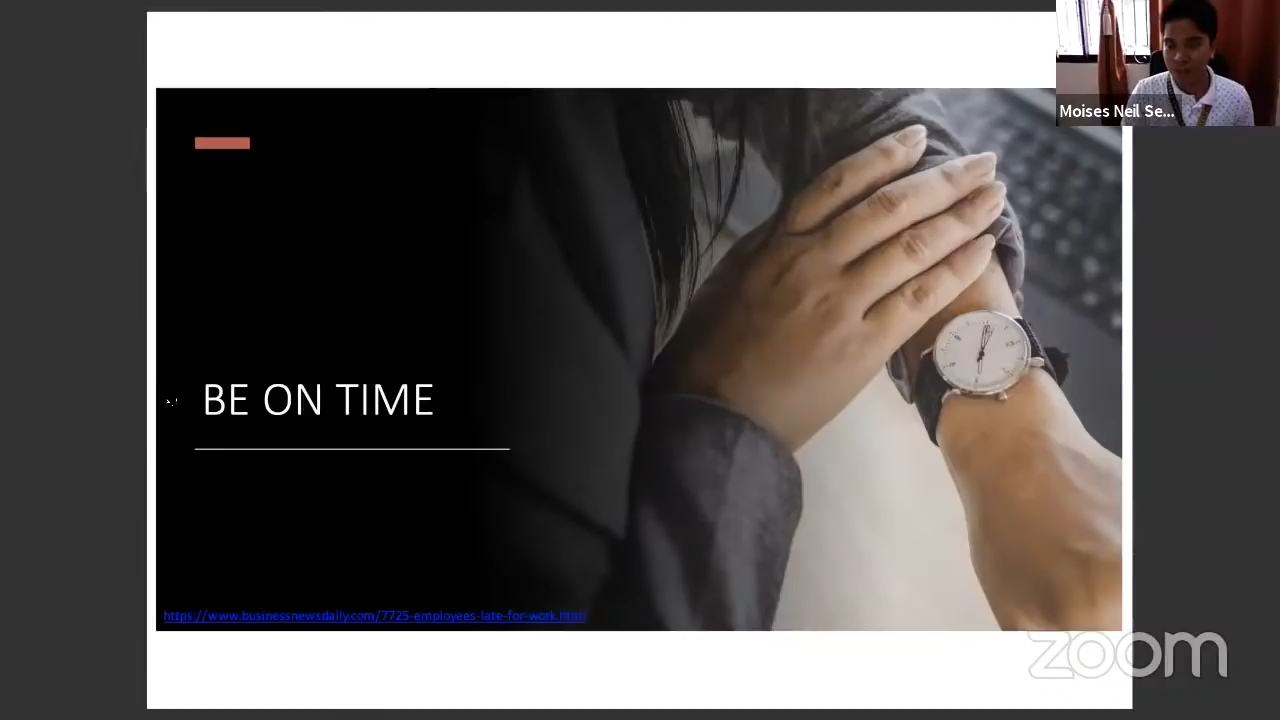 Moises Neil Se...
BE ON TIME
https://www.businessnewsdaily.com/7725-employees-late-for-work.html
zoom